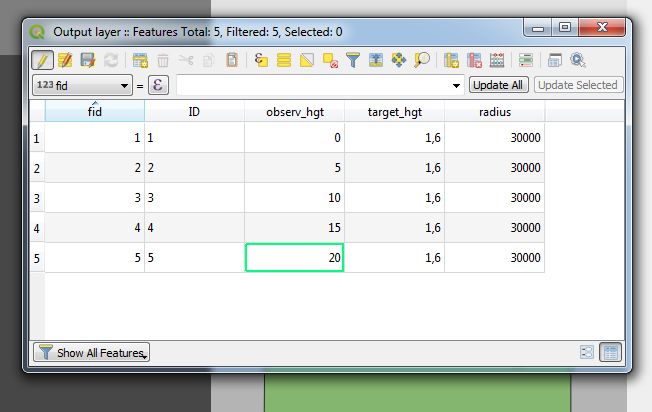 Output layer :: Features Total: 5, Filtered: 5, Selected: 0
123 fid = ε Update All Update Selected
fid ID observ_hgt target_hgt radius
1 1 1 0 1,6 30000
2 2 2 5 1,6 30000
3 3 3 10 1,6 30000
4 4 4 15 1,6 30000
5 5 5 20 1,6 30000
Show All Features